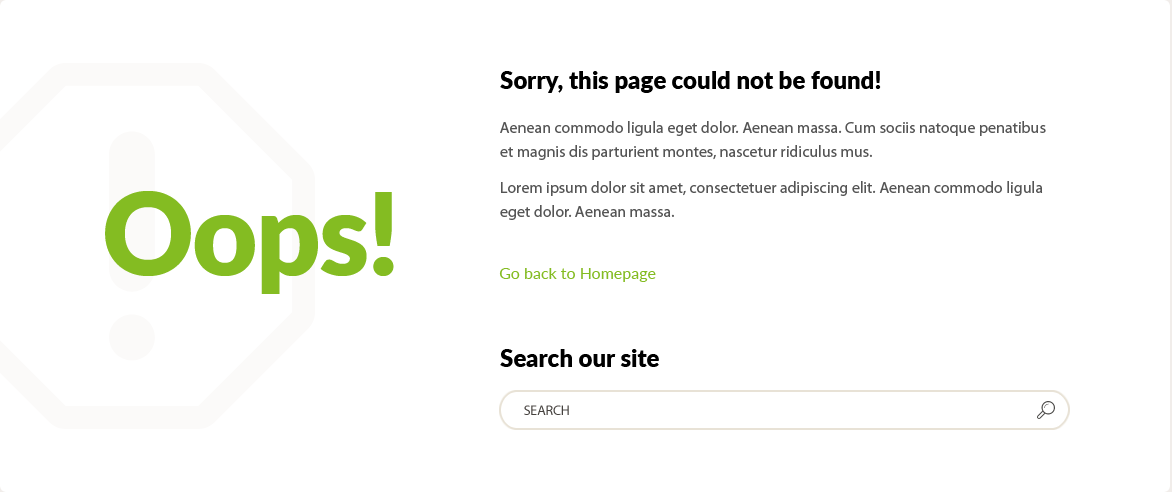 Oops!
Sorry, this page could not be found!
Aenean commodo ligula eget dolor. Aenean massa. Cum sociis natoque penatibus
et magnis dis parturient montes, nascetur ridiculus mus.
Lorem ipsum dolor sit amet, consectetuer adipiscing elit. Aenean commodo ligula
eget dolor. Aenean massa.
Go back to Homepage
Search our site
SEARCH